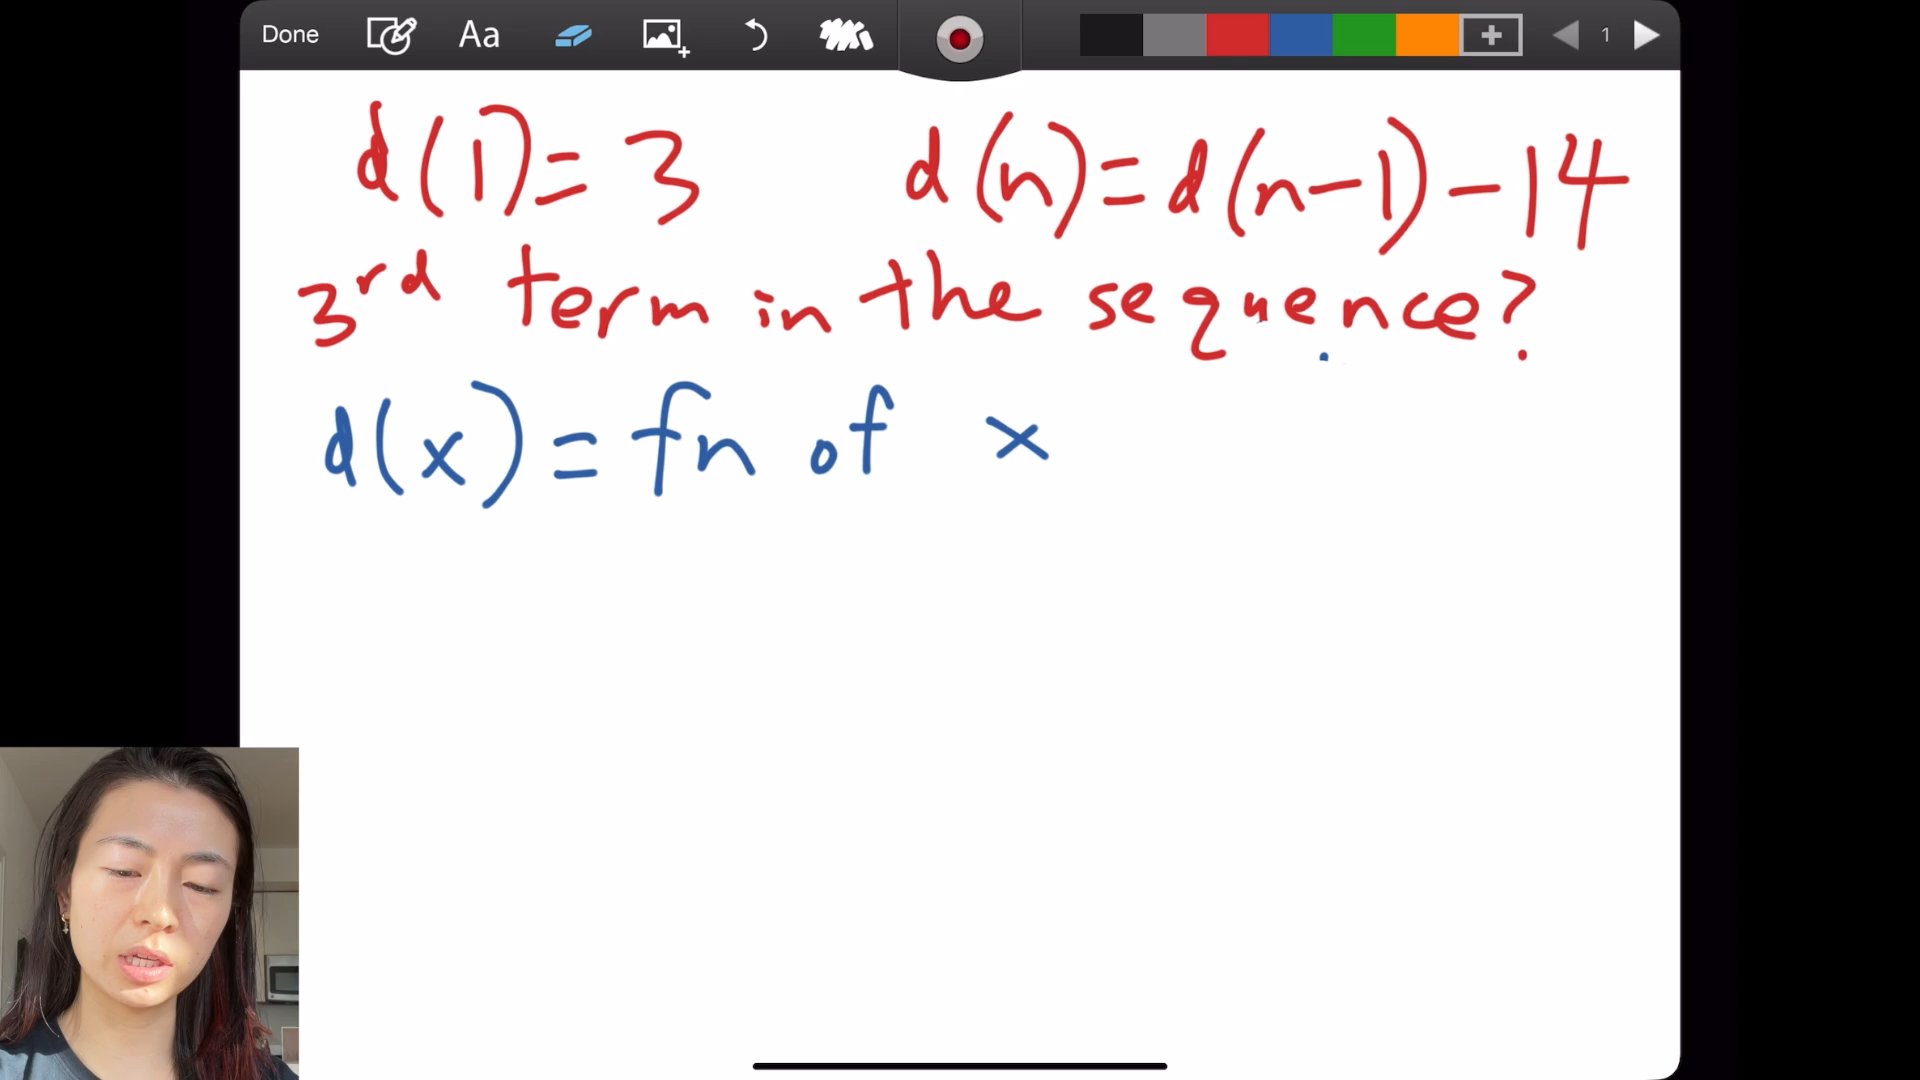 Done Aa 1
d(1)=3 d(n)=d(n-1)-14
3rd term in the sequence?
d(x)=fn of x